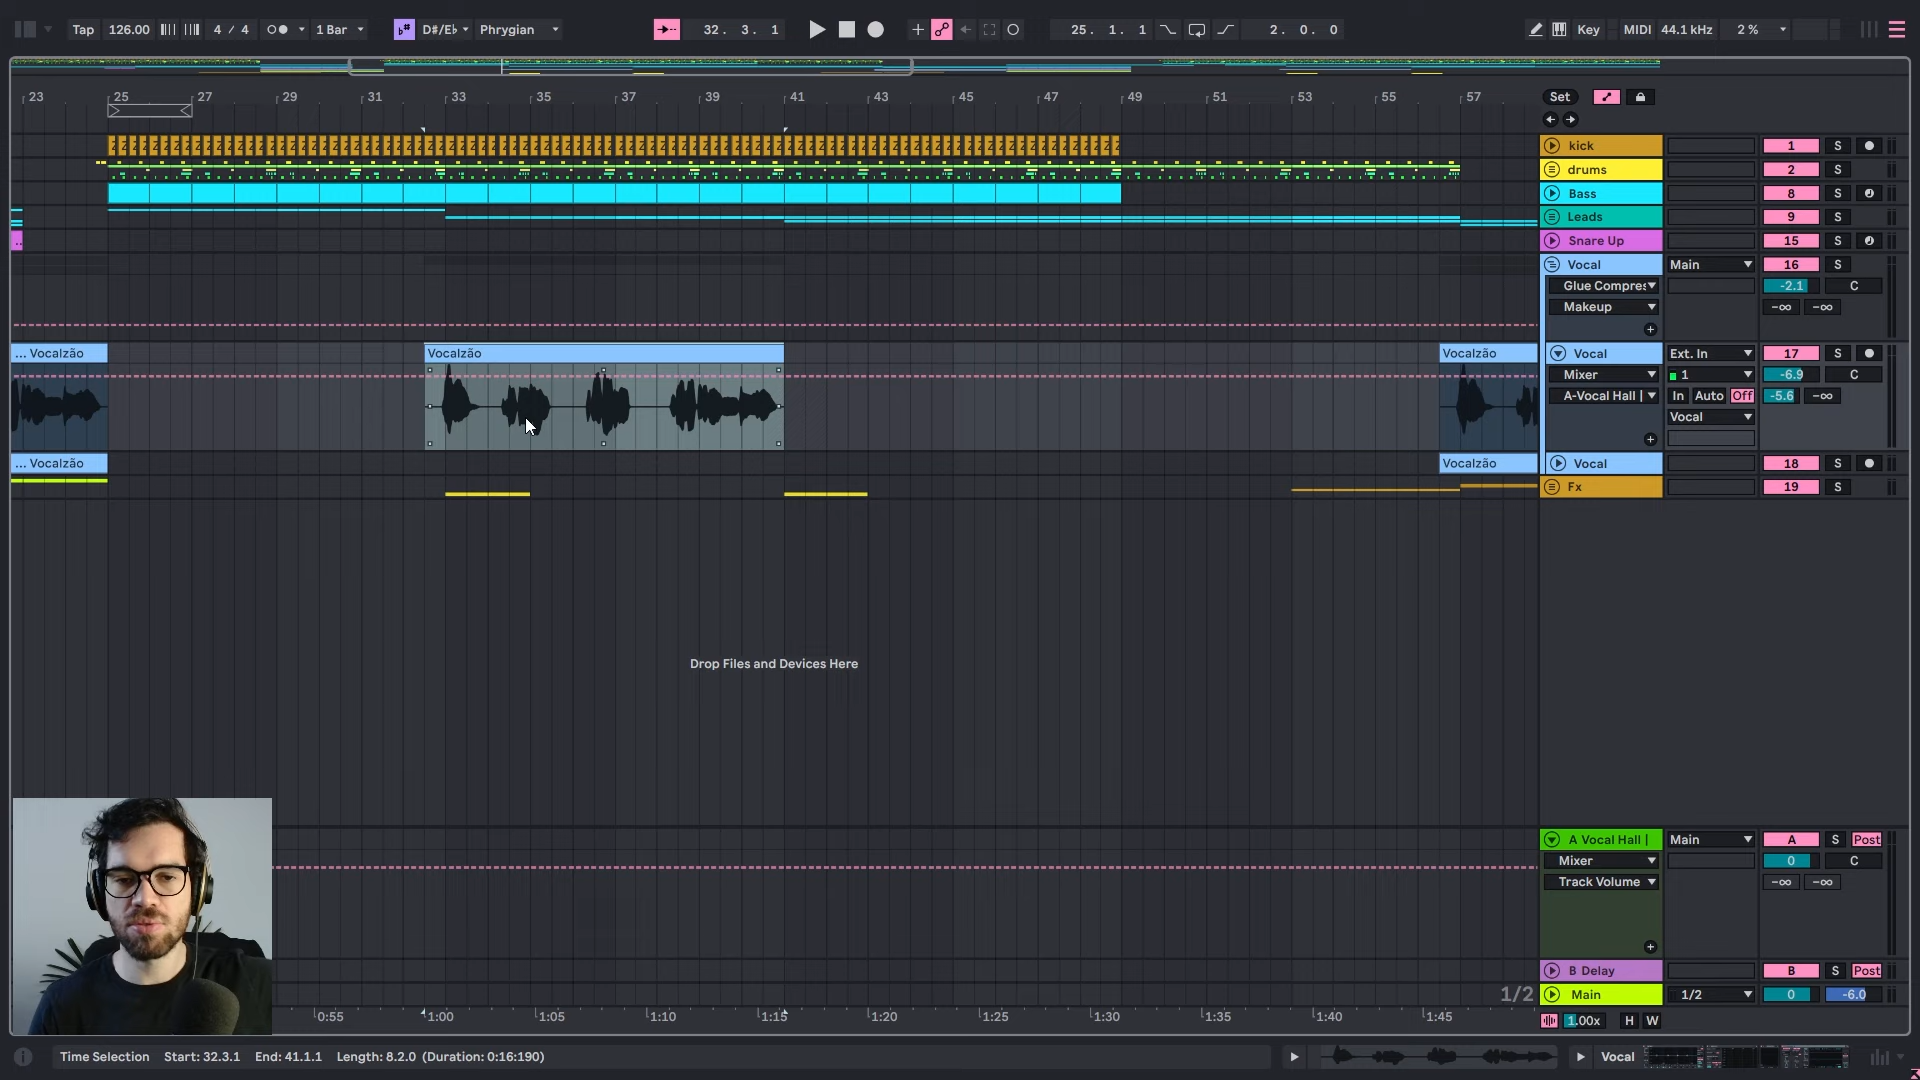 Tap 126.00 4 / 4 1 Bar D#/Eb Phrygian 32. 3. 1 25. 1. 1 2. 0. 0 Key MIDI 44.1 kHz 2 %
23 25 27 29 31 33 35 37 39 41 43 45 47 49 51 53 55 57 Set
kick 1 S
drums 2 S
Bass 8 S
Leads 9 S
Snare Up 15 S
Vocal Main 16 S
Glue Compres -2.1 C
Makeup -∞ -∞
... Vocalzão Vocalzão Vocalzão Vocal Ext. In 17 S
Mixer 1 -6.9 C
A-Vocal Hall | In Auto Off -5.6 -∞
Vocal
... Vocalzão Vocalzão Vocal 18 S
Fx 19 S
Drop Files and Devices Here
A Vocal Hall | Main A S Post
Mixer 0 C
Track Volume -∞ -∞
B Delay B S Post
1/2 Main 1/2 0 -6.0
0:55 1:00 1:05 1:10 1:15 1:20 1:25 1:30 1:35 1:40 1:45 1.00x H W
Time Selection Start: 32.3.1 End: 41.1.1 Length: 8.2.0 (Duration: 0:16:190) Vocal